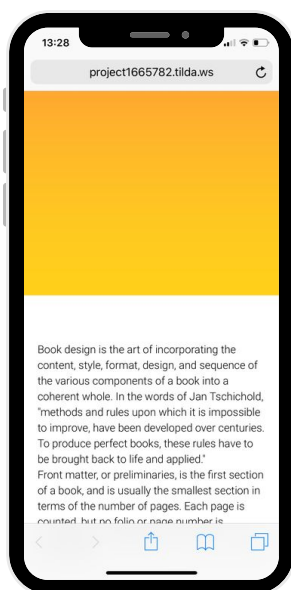 13:28
project1665782.tilda.ws
Book design is the art of incorporating the
content, style, format, design, and sequence of
the various components of a book into a
coherent whole. In the words of Jan Tschichold,
"methods and rules upon which it is impossible
to improve, have been developed over centuries.
To produce perfect books, these rules have to
be brought back to life and applied."
Front matter, or preliminaries, is the first section
of a book, and is usually the smallest section in
terms of the number of pages. Each page is
counted, but no folio or page number is